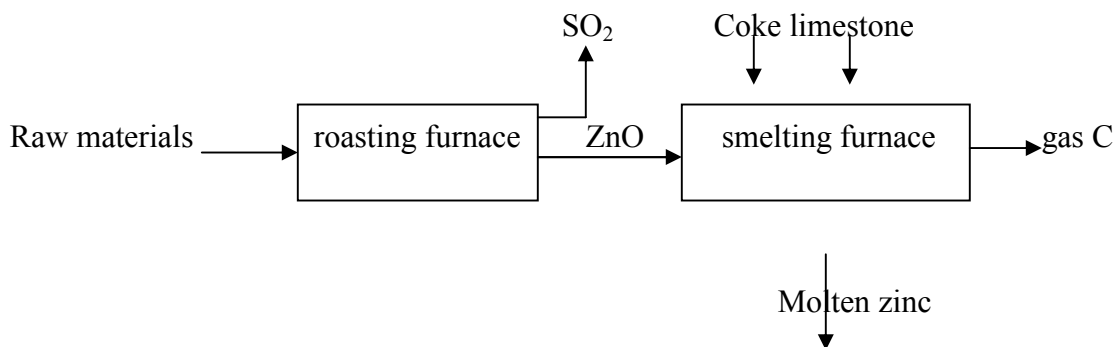 SO₂
Coke limestone
Raw materials
roasting furnace
ZnO
smelting furnace
gas C
Molten zinc